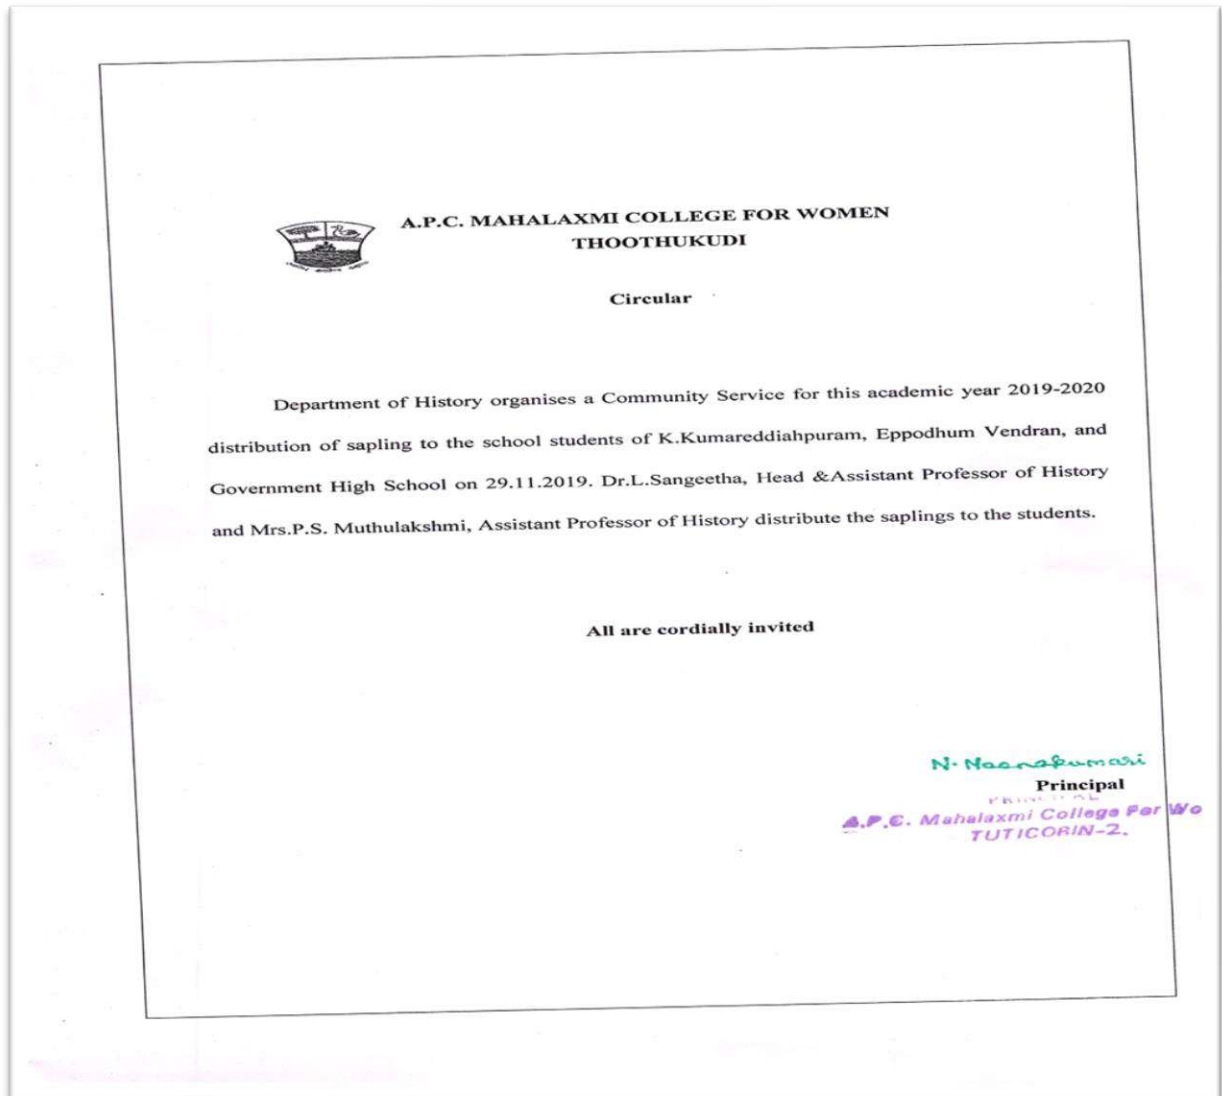 A.P.C. MAHALAXMI COLLEGE FOR WOMEN
THOOTHUKUDI
Circular
Department of History organises a Community Service for this academic year 2019-2020
distribution of sapling to the school students of K.Kumareddiahpuram, Eppodhum Vendran, and
Government High School on 29.11.2019. Dr.L.Sangeetha, Head &Assistant Professor of History
and Mrs.P.S. Muthulakshmi, Assistant Professor of History distribute the saplings to the students.
All are cordially invited
Principal
PRINCIPAL
A.P.C. Mahalaxmi College For Wo
TUTICORIN-2.